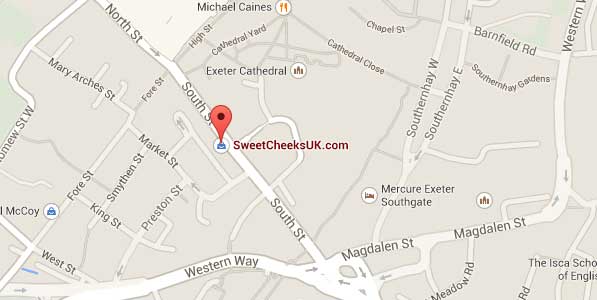 North St
Michael Caines
High St
Cathedral Yard
Chapel St
Barnfield Rd
Western Way
Cathedral Close
Mary Arches St
Fore St
Exeter Cathedral
Southernhay Gardens
Southernhay W
Southernhay E
South St
SweetCheeksUK.com
Market St
Smythen St
Preston St
Fore St
King St
McCoy
West St
South St
Mercure Exeter
Southgate
Magdalen St
Magdalen St
Western Way
Meadow Rd
The Isca School
of English